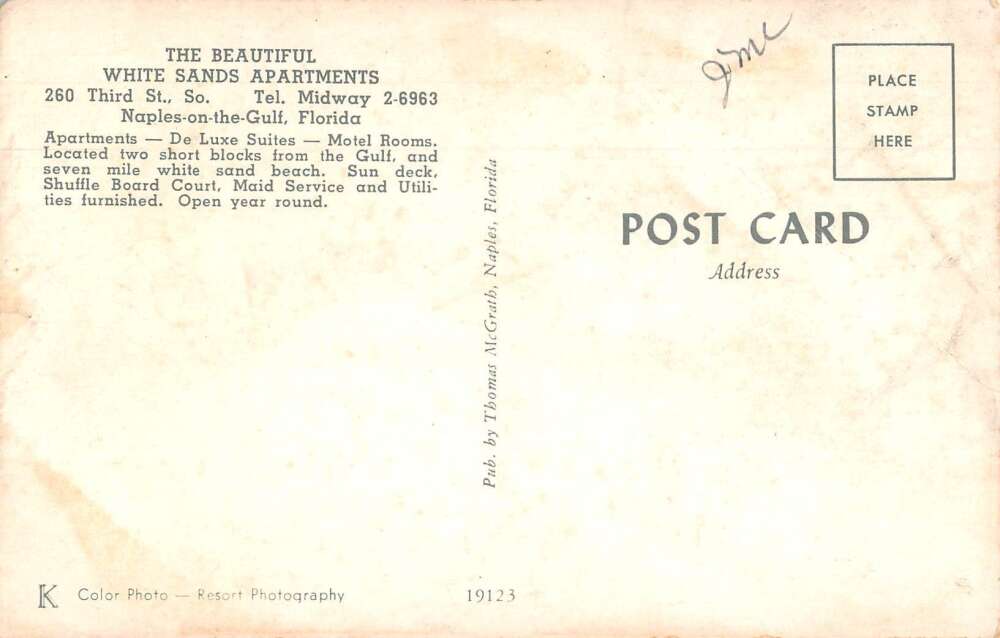 THE BEAUTIFUL
WHITE SANDS APARTMENTS
260 Third St., So. Tel. Midway 2-6963
Naples-on-the-Gulf, Florida
Apartments — De Luxe Suites — Motel Rooms.
Located two short blocks from the Gulf, and
seven mile white sand beach. Sun deck,
Shuffle Board Court, Maid Service and Utili-
ties furnished. Open year round.
Pub. by Thomas McGrath, Naples, Florida
PLACE
STAMP
HERE
POST CARD
Address
K Color Photo — Resort Photography
19123